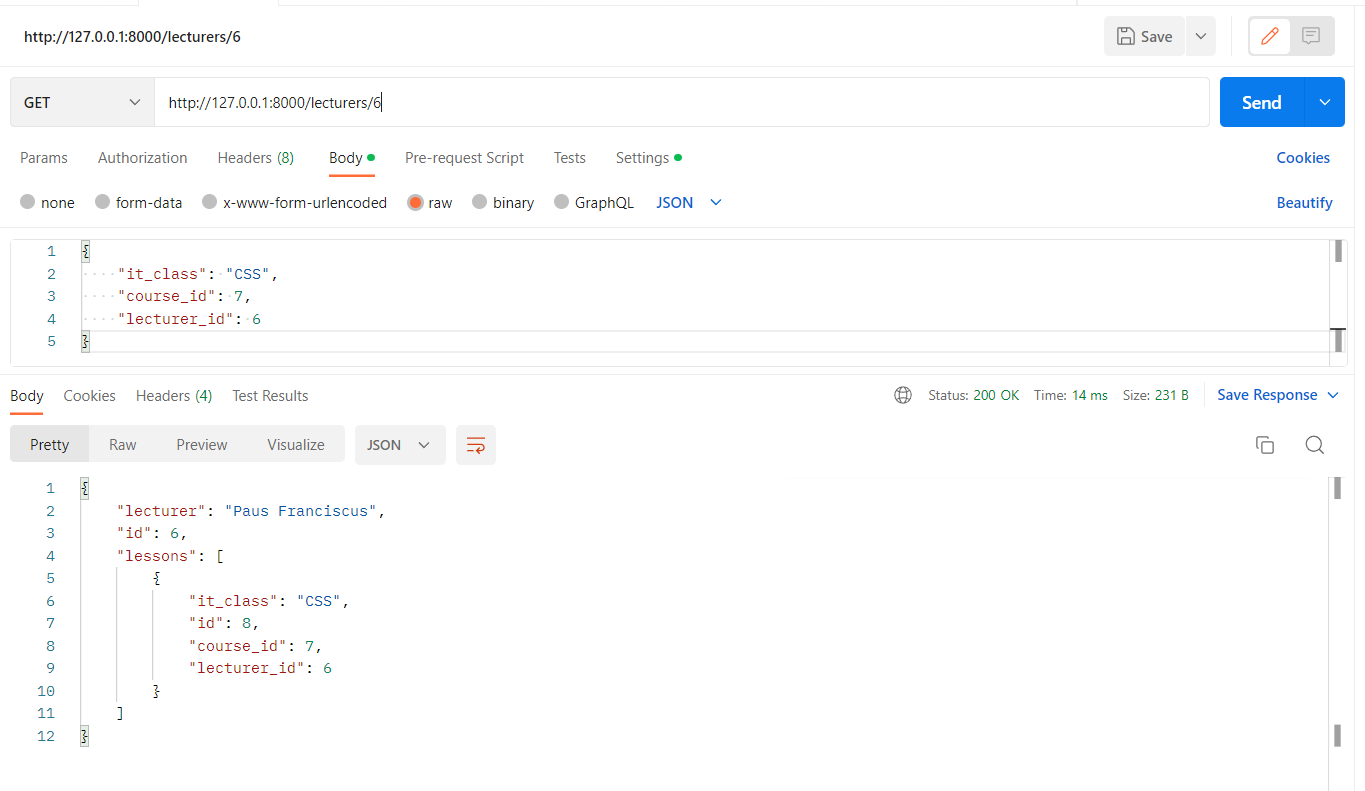 http://127.0.0.1:8000/lecturers/6 Save
GET http://127.0.0.1:8000/lecturers/6 Send
Params Authorization Headers (8) Body Pre-request Script Tests Settings Cookies
none form-data x-www-form-urlencoded raw binary GraphQL JSON Beautify
1 {
2 ····"it_class":·"CSS",
3 ····"course_id":·7,
4 ····"lecturer_id":·6
5 }
Body Cookies Headers (4) Test Results Status: 200 OK Time: 14 ms Size: 231 B Save Response
Pretty Raw Preview Visualize JSON
1 {
2 "lecturer": "Paus Franciscus",
3 "id": 6,
4 "lessons": [
5 {
6 "it_class": "CSS",
7 "id": 8,
8 "course_id": 7,
9 "lecturer_id": 6
10 }
11 ]
12 }